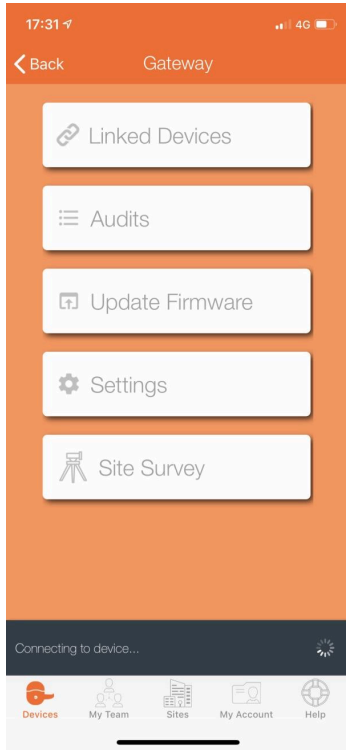 17:31
4G
Back
Gateway
Linked Devices
Audits
Update Firmware
Settings
Site Survey
Connecting to device...
Devices
My Team
Sites
My Account
Help